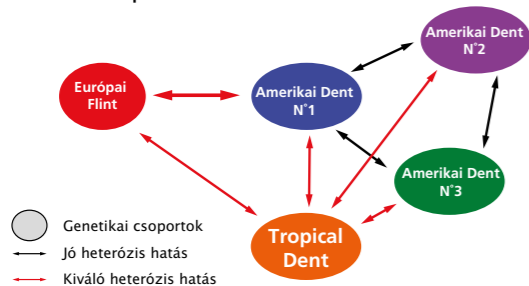 Amerikai Dent
N°2
Európai
Flint
Amerikai Dent
N°1
Amerikai Dent
N°3
Tropical
Dent
Genetikai csoportok
Jó heterózis hatás
Kiváló heterózis hatás